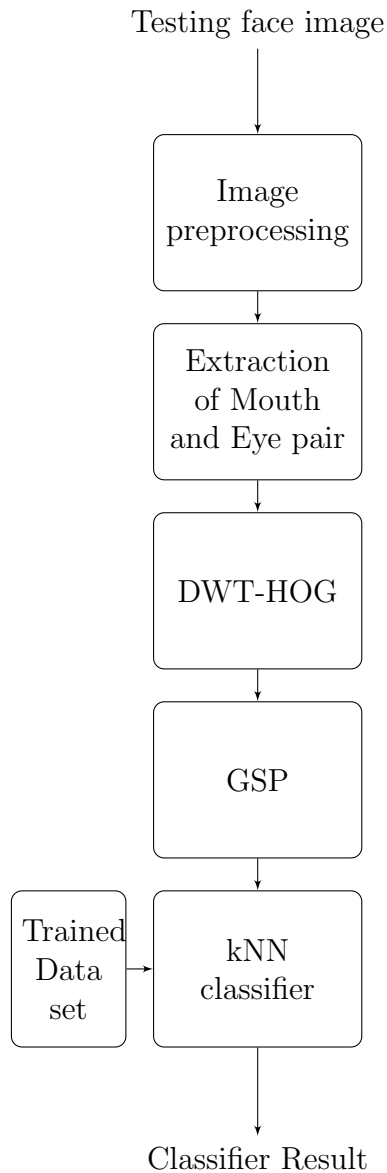 Testing face image
Image
preprocessing
Extraction
of Mouth
and Eye pair
DWT-HOG
GSP
Trained
Data
set
kNN
classifier
Classifier Result